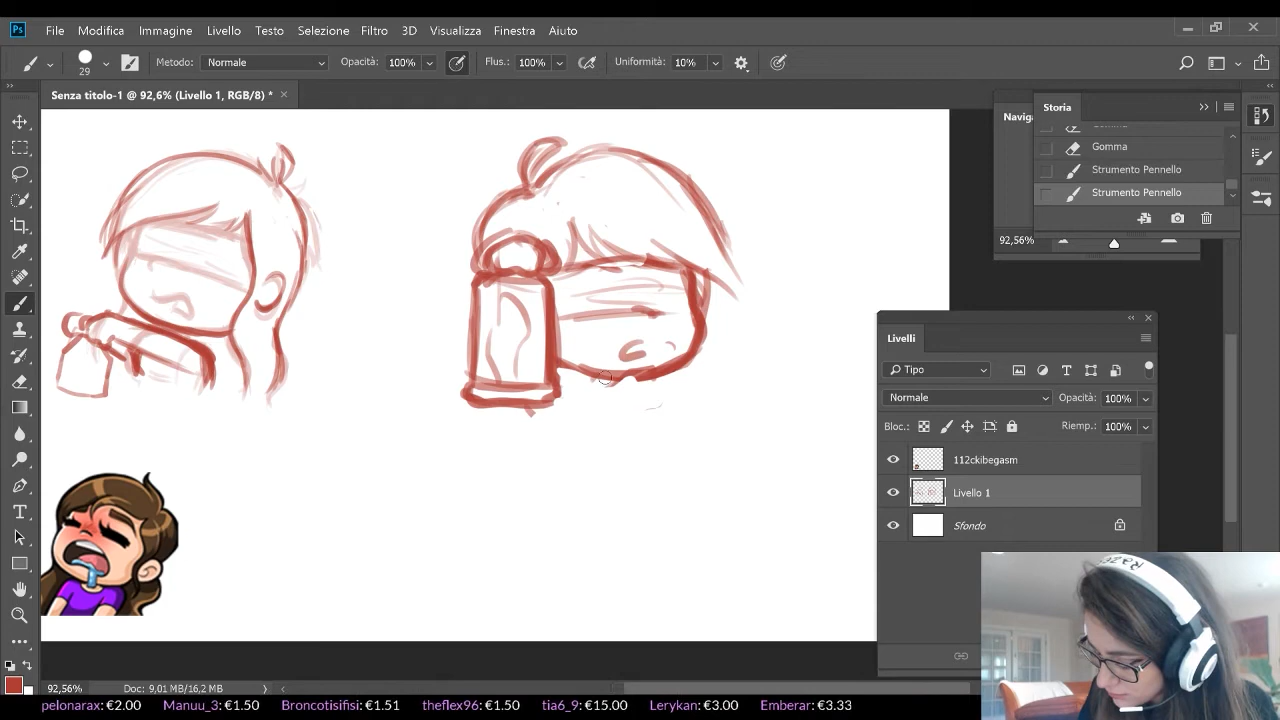 Ps File Modifica Immagine Livello Testo Selezione Filtro 3D Visualizza Finestra Aiuto
29 Metodo: Normale Opacità: 100% Flus.: 100% Uniformità: 10%
Senza titolo-1 @ 92,6% (Livello 1, RGB/8) *
Storia
Naviga
Gomma
Gomma
Strumento Pennello
Strumento Pennello
92,56%
Livelli
Tipo
Normale Opacità: 100%
Bloc.: Riemp.: 100%
112ckibegasm
Livello 1
Sfondo
RAZE
92,56% Doc: 9,01 MB/16,2 MB
pelonarax: €2.00 Manuu_3: €1.50 Broncotisifisi: €1.51 theflex96: €1.50 tia6_9: €15.00 Lerykan: €3.00 Emberar: €3.33